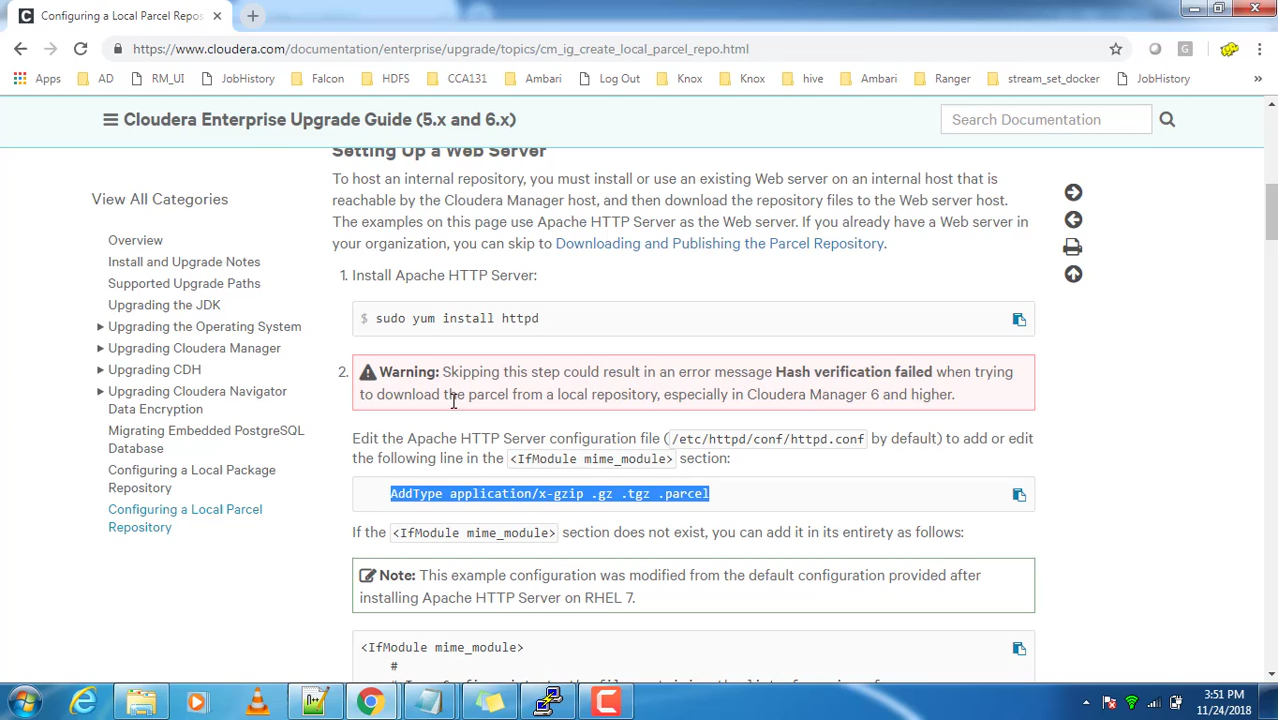 Configuring a Local Parcel Repos
https://www.cloudera.com/documentation/enterprise/upgrade/topics/cm_ig_create_local_parcel_repo.html
Apps AD RM_UI JobHistory Falcon HDFS CCA131 Ambari Log Out Knox Knox hive Ambari Ranger stream_set_docker JobHistory »
Cloudera Enterprise Upgrade Guide (5.x and 6.x)
Search Documentation
View All Categories
Overview
Install and Upgrade Notes
Supported Upgrade Paths
Upgrading the JDK
Upgrading the Operating System
Upgrading Cloudera Manager
Upgrading CDH
Upgrading Cloudera Navigator
Data Encryption
Migrating Embedded PostgreSQL
Database
Configuring a Local Package
Repository
Configuring a Local Parcel
Repository
Setting Up a Web Server
To host an internal repository, you must install or use an existing Web server on an internal host that is
reachable by the Cloudera Manager host, and then download the repository files to the Web server host.
The examples on this page use Apache HTTP Server as the Web server. If you already have a Web server in
your organization, you can skip to Downloading and Publishing the Parcel Repository.
1. Install Apache HTTP Server:
$ sudo yum install httpd
2. Warning: Skipping this step could result in an error message Hash verification failed when trying
to download the parcel from a local repository, especially in Cloudera Manager 6 and higher.
Edit the Apache HTTP Server configuration file (/etc/httpd/conf/httpd.conf by default) to add or edit
the following line in the <IfModule mime_module> section:
AddType application/x-gzip .gz .tgz .parcel
If the <IfModule mime_module> section does not exist, you can add it in its entirety as follows:
Note: This example configuration was modified from the default configuration provided after
installing Apache HTTP Server on RHEL 7.
<IfModule mime_module>
#
3:51 PM
11/24/2018